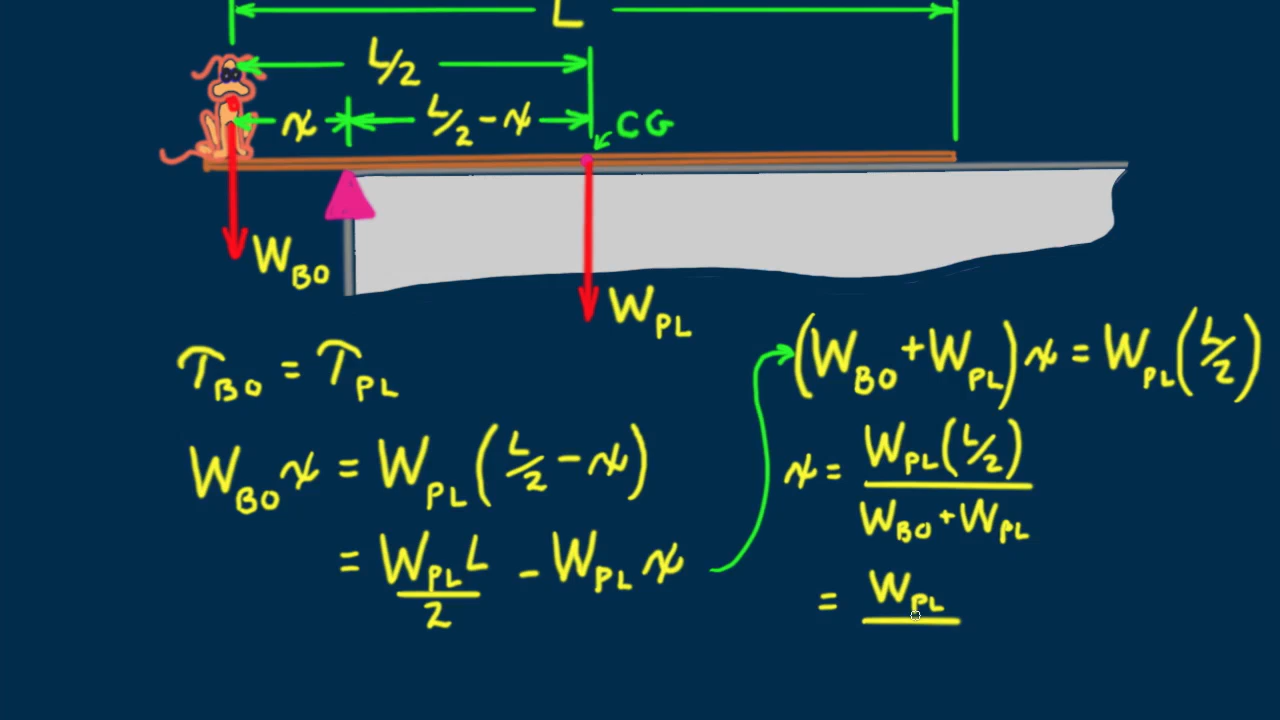 L
L/2
x L/2 - x
CG
W_BO
W_PL
τ_BO = τ_PL
W_BO x = W_PL (L/2 - x)
= W_PL L / 2 - W_PL x
(W_BO + W_PL) x = W_PL (L/2)
x = W_PL (L/2) / W_BO + W_PL
= W_PL